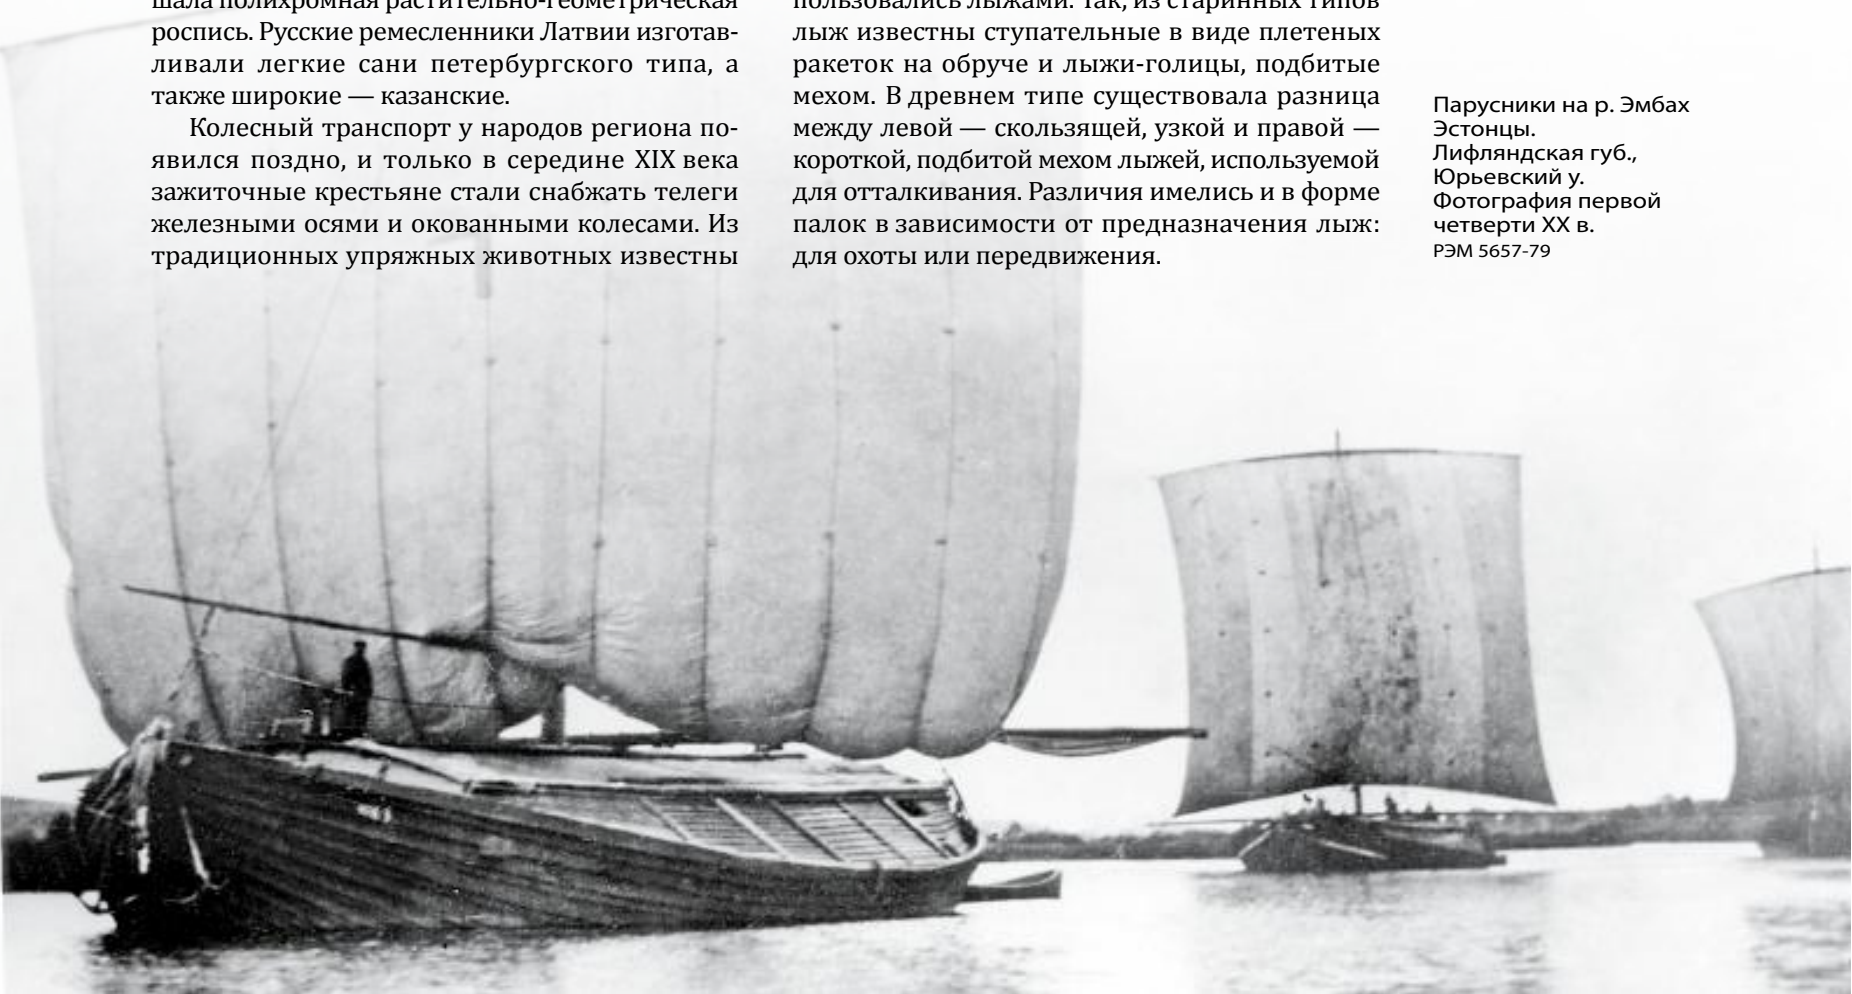 шала полихромная растительно-геометрическая
роспись. Русские ремесленники Латвии изготав-
ливали легкие сани петербургского типа, а
также широкие — казанские.
Колесный транспорт у народов региона по-
явился поздно, и только в середине XIX века
зажиточные крестьяне стали снабжать телеги
железными осями и окованными колесами. Из
традиционных упряжных животных известны
пользовались лыжами. Так, из старинных типов
лыж известны ступательные в виде плетеных
ракеток на обруче и лыжи-голицы, подбитые
мехом. В древнем типе существовала разница
между левой — скользящей, узкой и правой —
короткой, подбитой мехом лыжей, используемой
для отталкивания. Различия имелись и в форме
палок в зависимости от предназначения лыж:
для охоты или передвижения.
Парусники на р. Эмбах
Эстонцы.
Лифляндская губ.,
Юрьевский у.
Фотография первой
четверти XX в.
РЭМ 5657-79